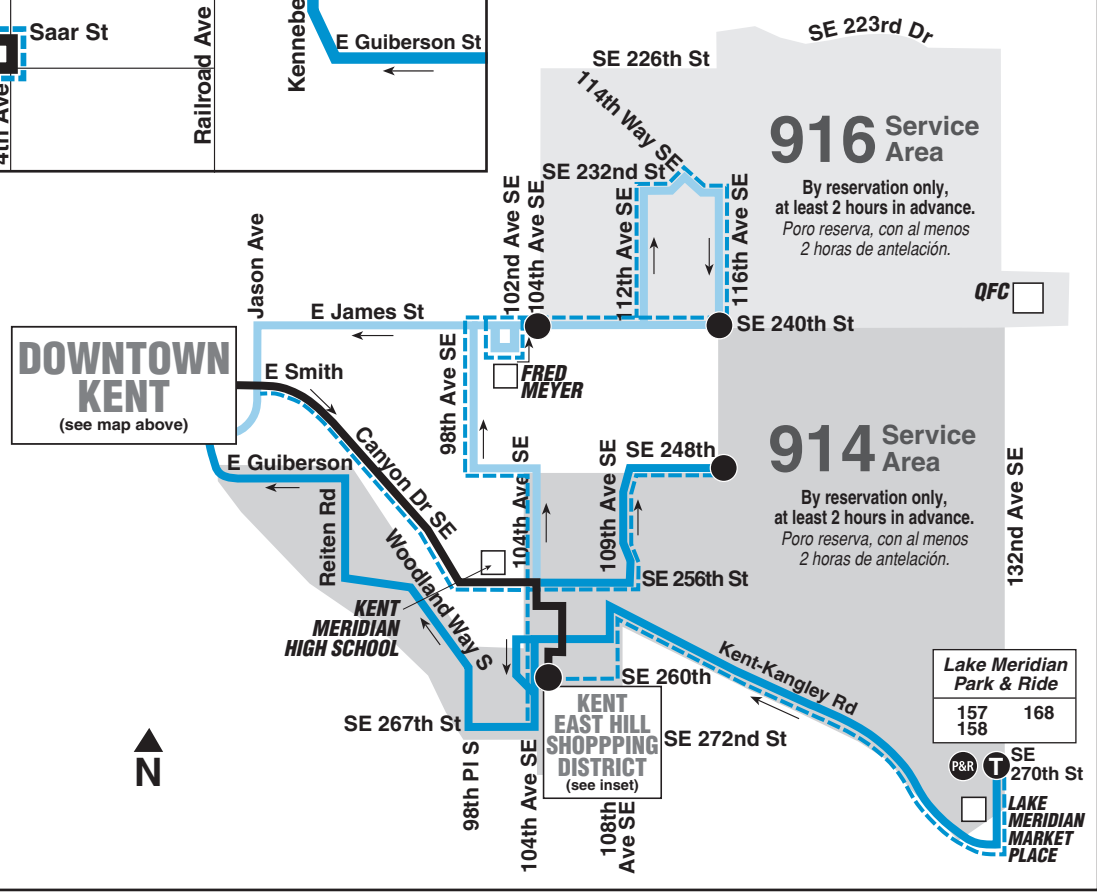 Saar St
4th Ave
Railroad Ave
E Guiberson St
SE 223rd Dr
SE 226th St
114th Way SE
916 Service
Area
By reservation only,
at least 2 hours in advance.
Poro reserva, con al menos
2 horas de antelación.
SE 232nd St
102nd Ave SE
104th Ave SE
112th Ave SE
116th Ave SE
Jason Ave
QFC
E James St
SE 240th St
DOWNTOWN
KENT
(see map above)
E Smith
98th Ave SE
FRED
MEYER
Canyon Dr SE
E Guiberson
Reiten Rd
104th Ave SE
109th Ave SE
SE 248th
914 Service
Area
By reservation only,
at least 2 hours in advance.
Poro reserva, con al menos
2 horas de antelación.
132nd Ave SE
Woodland Way S
SE 256th St
KENT
MERIDIAN
HIGH SCHOOL
Kent-Kangley Rd
SE 260th
Lake Meridian
Park & Ride
157 168
158
KENT
EAST HILL
SHOPPPING
DISTRICT
(see inset)
SE 267th St
SE 272nd St
N
98th Pl S
104th Ave SE
108th
Ave SE
P&R
T
SE
270th St
LAKE
MERIDIAN
MARKET
PLACE